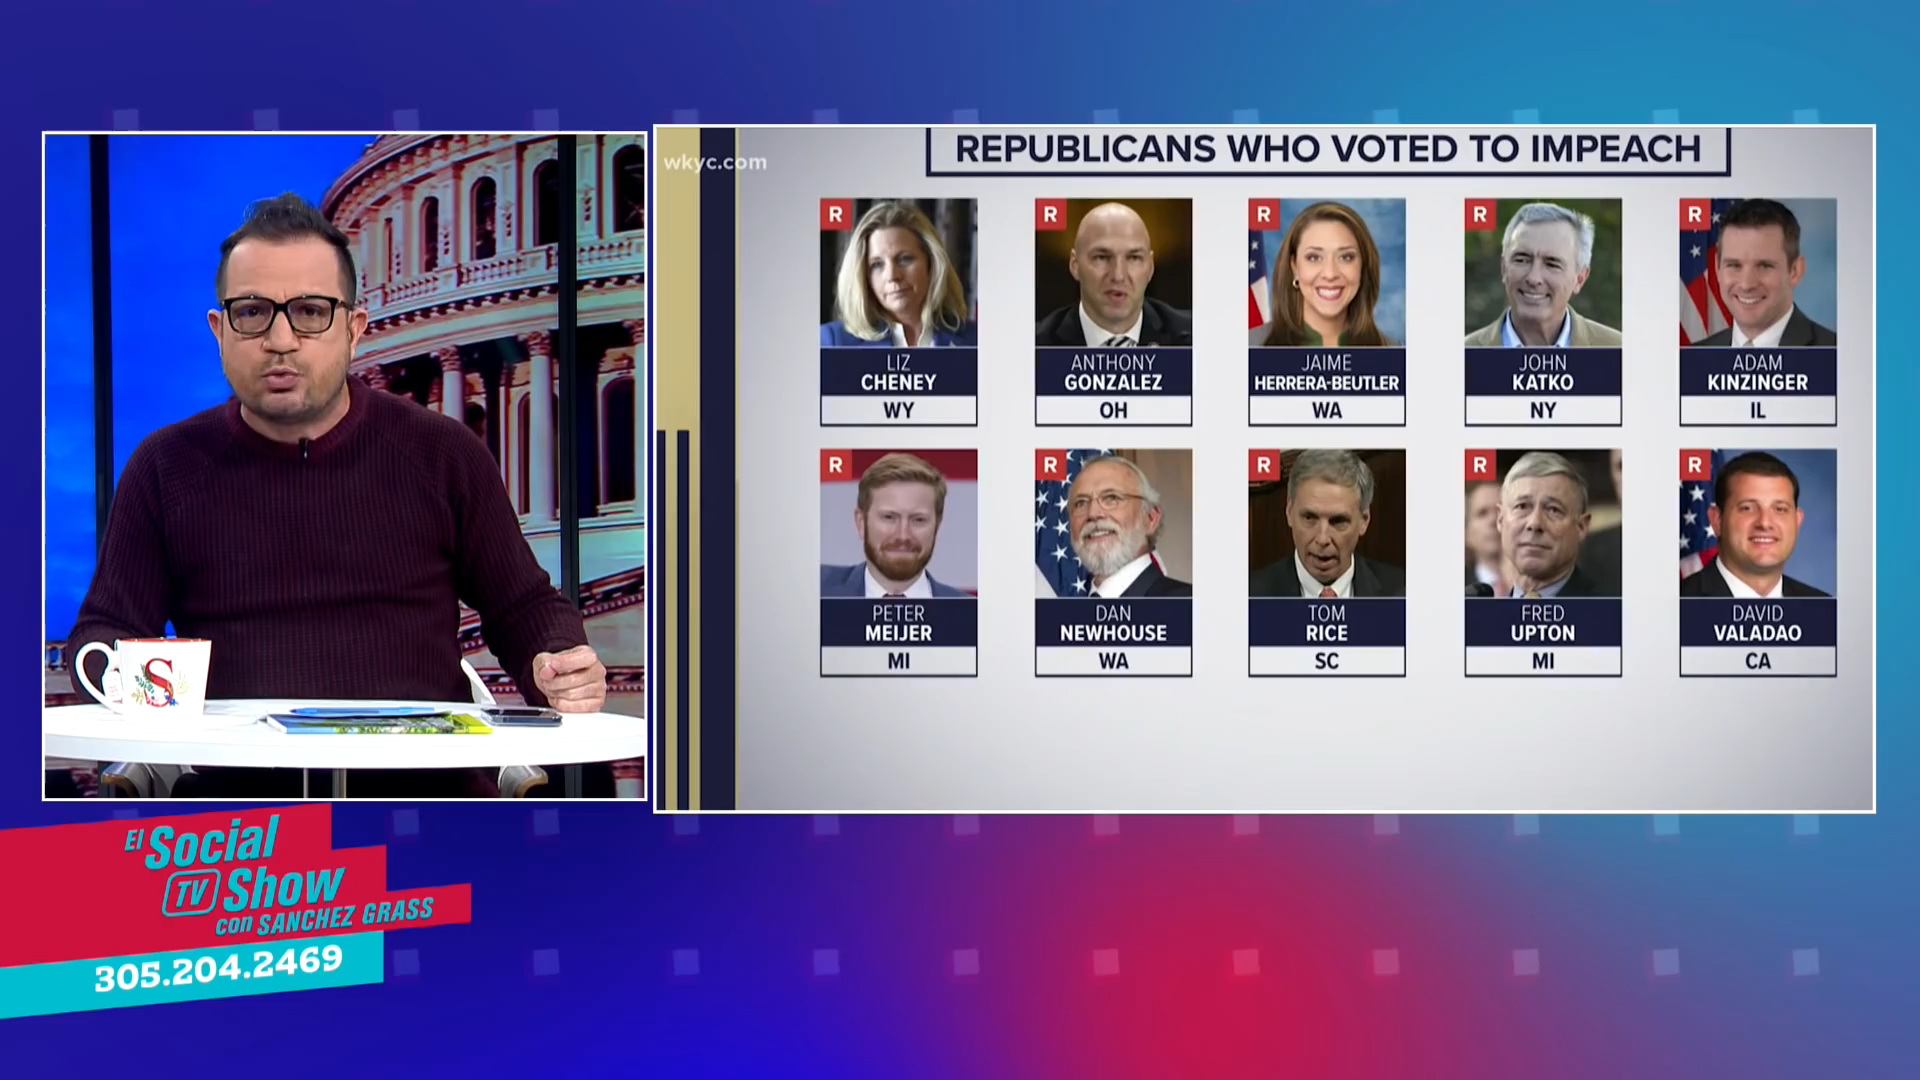 wkyc.com
REPUBLICANS WHO VOTED TO IMPEACH
R
R
R
R
R
LIZ
CHENEY
WY
ANTHONY
GONZALEZ
OH
JAIME
HERRERA-BEUTLER
WA
JOHN
KATKO
NY
ADAM
KINZINGER
IL
R
R
R
R
R
PETER
MEIJER
MI
DAN
NEWHOUSE
WA
TOM
RICE
SC
FRED
UPTON
MI
DAVID
VALADAO
CA
S
El Social
TV Show
con SANCHEZ GRASS
305.204.2469